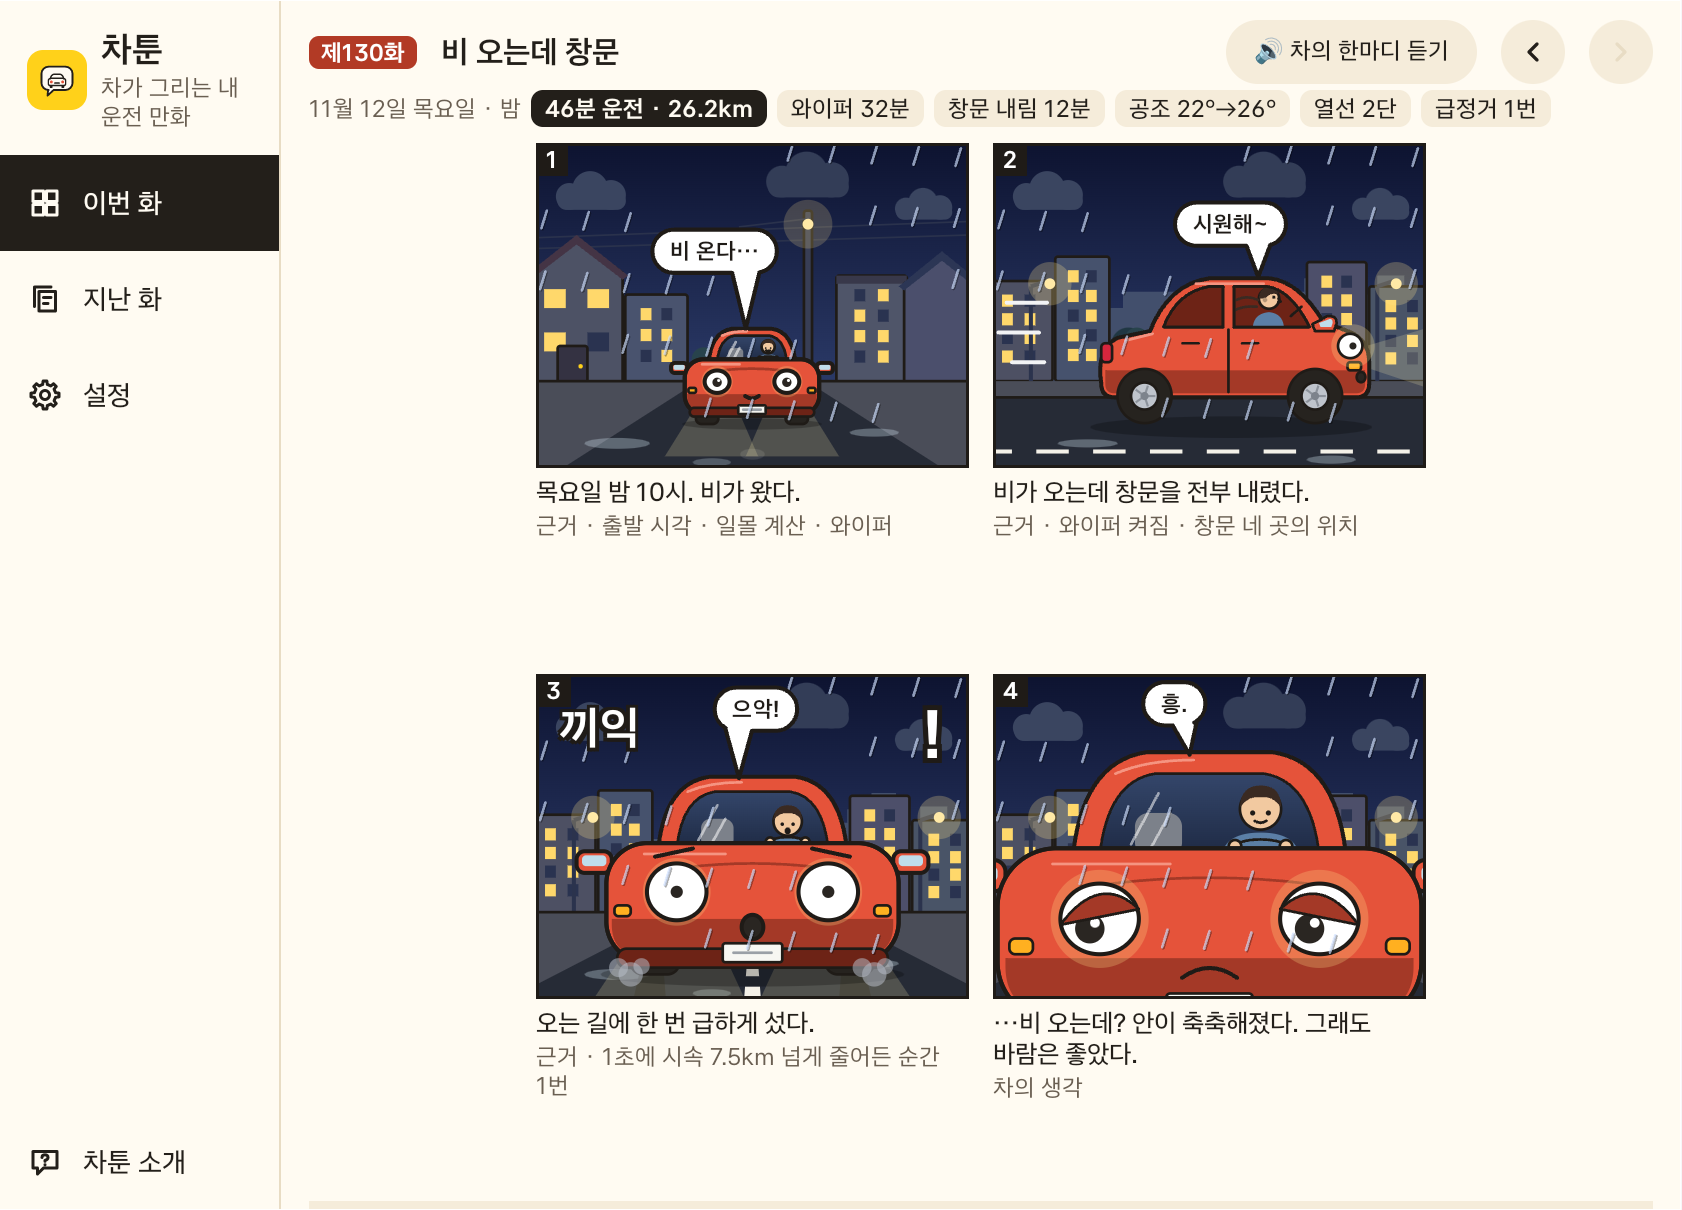 차툰
차가 그리는 내
운전 만화
이번 화
지난 화
설정
차툰 소개
제130화 비 오는데 창문
🔊 차의 한마디 듣기
11월 12일 목요일 · 밤 46분 운전 · 26.2km 와이퍼 32분 창문 내림 12분 공조 22°→26° 열선 2단 급정거 1번
1
비 온다…
목요일 밤 10시. 비가 왔다.
근거 · 출발 시각 · 일몰 계산 · 와이퍼
2
시원해~
비가 오는데 창문을 전부 내렸다.
근거 · 와이퍼 켜짐 · 창문 네 곳의 위치
3
끼익
으악!
!
오는 길에 한 번 급하게 섰다.
근거 · 1초에 시속 7.5km 넘게 줄어든 순간
1번
4
흥.
…비 오는데? 안이 축축해졌다. 그래도
바람은 좋았다.
차의 생각